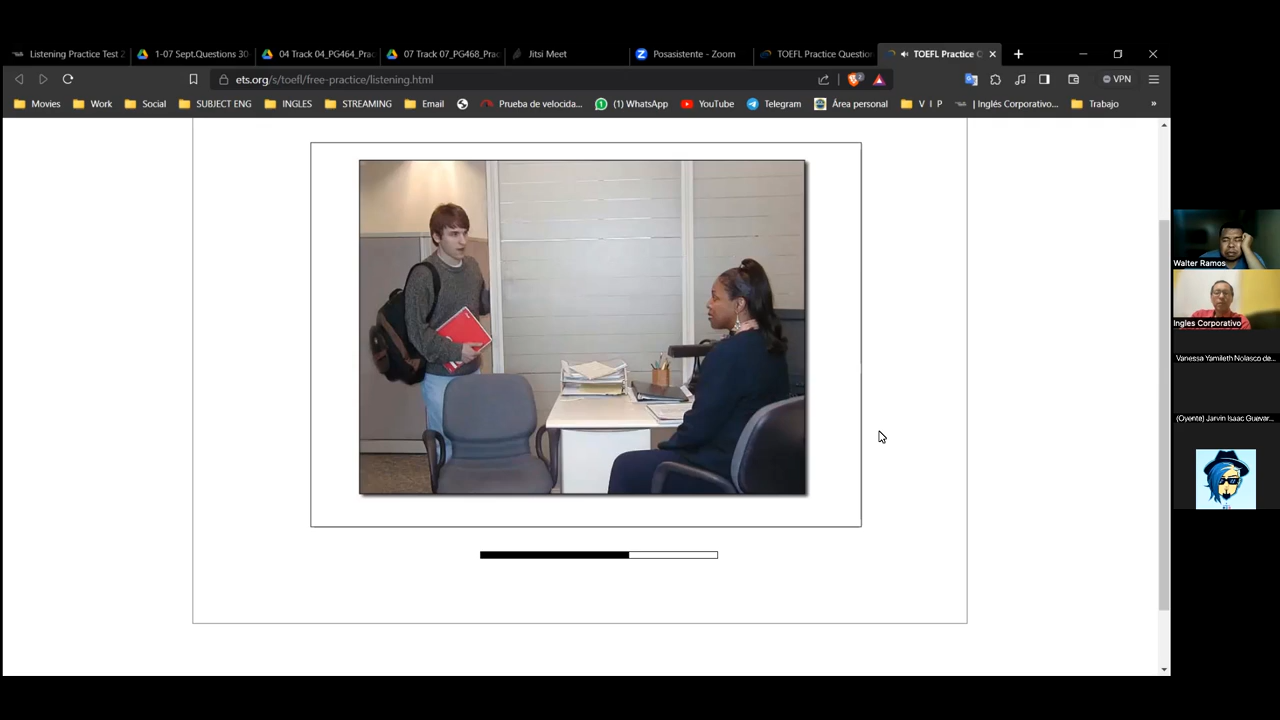 Listening Practice Test 2
1-07 Sept.Questions 30
04 Track 04_PG464_Prac
07 Track 07_PG468_Prac
Jitsi Meet
Posasistente - Zoom
TOEFL Practice Question
TOEFL Practice Q
ets.org/s/toefl/free-practice/listening.html
2
VPN
Movies
Work
Social
SUBJECT ENG
INGLES
STREAMING
Email
Prueba de velocida...
(1) WhatsApp
YouTube
Telegram
Área personal
V I P
| Inglés Corporativo...
Trabajo
»
Walter Ramos
Ingles Corporativo
Vanessa Yamileth Nolasco de...
(Oyente) Jarvin Isaac Guevar...